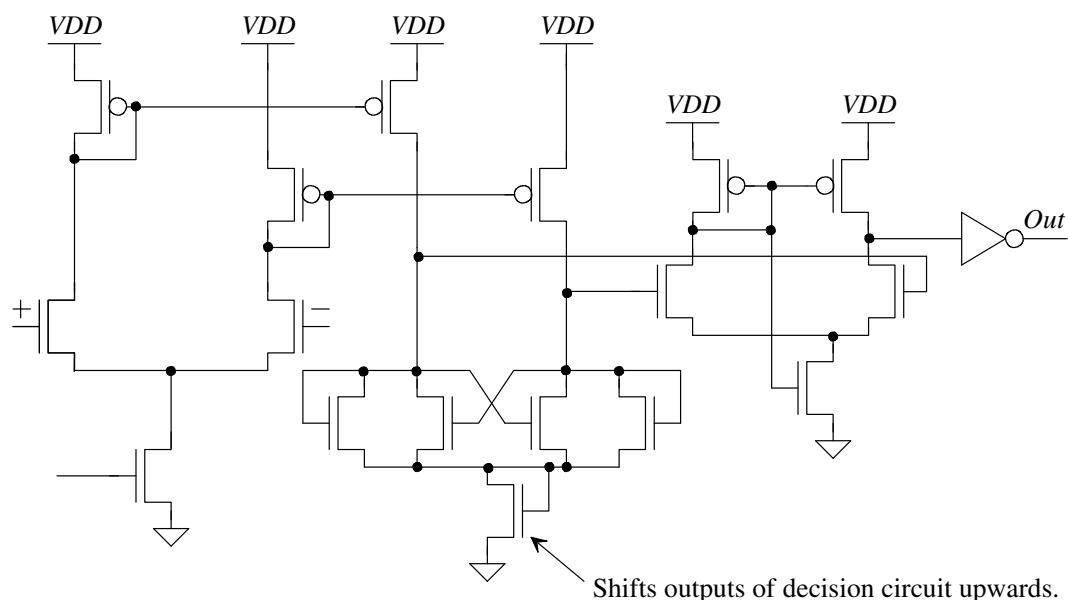 VDD
VDD
VDD
VDD
VDD
VDD
Out
+
−
Shifts outputs of decision circuit upwards.